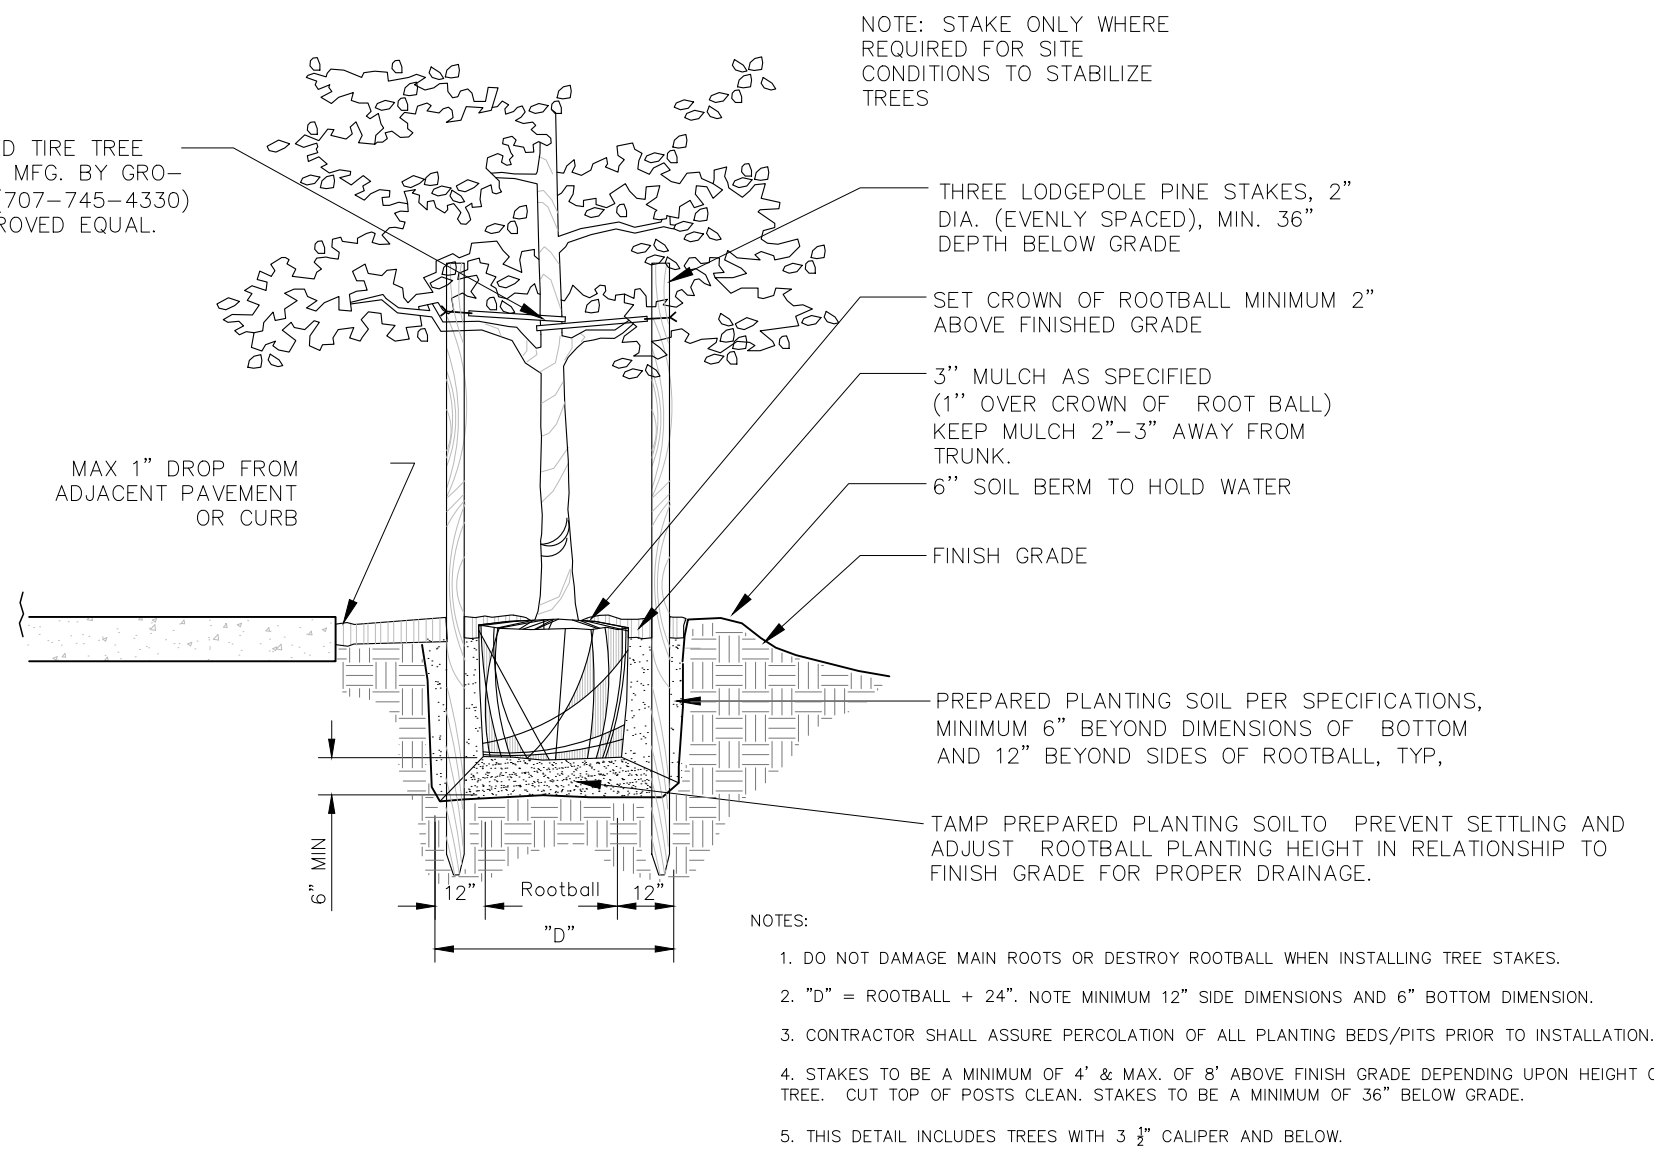 NOTE: STAKE ONLY WHERE
REQUIRED FOR SITE
CONDITIONS TO STABILIZE
TREES
TIRE TREE
MFG. BY GRO-
(707-745-4330)
EQUAL.
THREE LODGEPOLE PINE STAKES, 2"
DIA. (EVENLY SPACED), MIN. 36"
DEPTH BELOW GRADE
SET CROWN OF ROOTBALL MINIMUM 2"
ABOVE FINISHED GRADE
3'' MULCH AS SPECIFIED
(1'' OVER CROWN OF ROOT BALL)
KEEP MULCH 2"-3" AWAY FROM
TRUNK.
6'' SOIL BERM TO HOLD WATER
FINISH GRADE
MAX 1" DROP FROM
ADJACENT PAVEMENT
OR CURB
PREPARED PLANTING SOIL PER SPECIFICATIONS,
MINIMUM 6" BEYOND DIMENSIONS OF BOTTOM
AND 12" BEYOND SIDES OF ROOTBALL, TYP,
TAMP PREPARED PLANTING SOILTO PREVENT SETTLING AND
ADJUST ROOTBALL PLANTING HEIGHT IN RELATIONSHIP TO
FINISH GRADE FOR PROPER DRAINAGE.
6" MIN
12" Rootball 12"
"D"
NOTES:
1. DO NOT DAMAGE MAIN ROOTS OR DESTROY ROOTBALL WHEN INSTALLING TREE STAKES.
2. "D" = ROOTBALL + 24". NOTE MINIMUM 12" SIDE DIMENSIONS AND 6" BOTTOM DIMENSION.
3. CONTRACTOR SHALL ASSURE PERCOLATION OF ALL PLANTING BEDS/PITS PRIOR TO INSTALLATION.
4. STAKES TO BE A MINIMUM OF 4' & MAX. OF 8' ABOVE FINISH GRADE DEPENDING UPON HEIGHT
TREE. CUT TOP OF POSTS CLEAN. STAKES TO BE A MINIMUM OF 36" BELOW GRADE.
5. THIS DETAIL INCLUDES TREES WITH 3 ½" CALIPER AND BELOW.